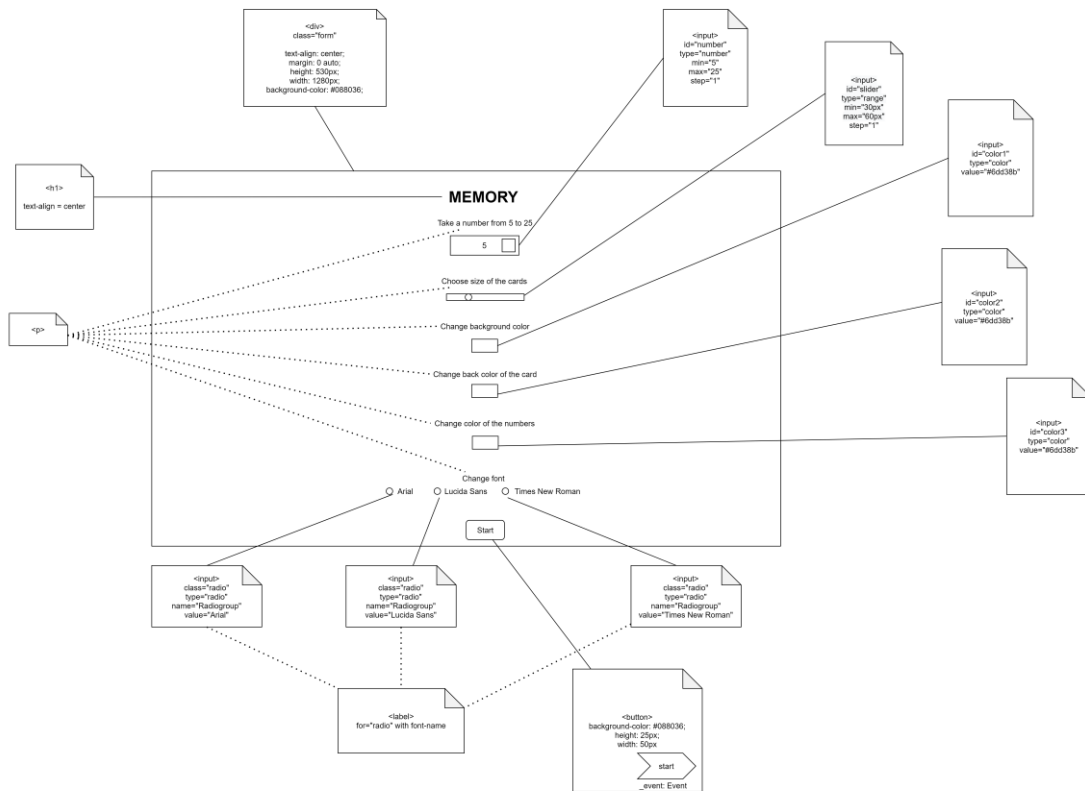 <div>
class="form"
text-align: center;
margin: 0 auto;
height: 530px;
width: 1280px;
background-color: #088036;
<input>
id="number"
type="number"
min="5"
max="25"
step="1"
<input>
id="slider"
type="range"
min="30px"
max="60px"
step="1"
<input>
id="color1"
type="color"
value="#6dd38b"
<h1>
text-align = center
MEMORY
Take a number from 5 to 25
5
Choose size of the cards
<input>
id="color2"
type="color"
value="#6dd38b"
<p>
Change background color
Change back color of the card
Change color of the numbers
<input>
id="color3"
type="color"
value="#6dd38b"
Change font
Arial
Lucida Sans
Times New Roman
Start
<input>
class="radio"
type="radio"
name="Radiogroup"
value="Arial"
<input>
class="radio"
type="radio"
name="Radiogroup"
value="Lucida Sans"
<input>
class="radio"
type="radio"
name="Radiogroup"
value="Times New Roman"
<label>
for="radio" with font-name
<button>
background-color: #088036;
height: 25px;
width: 50px
start
_event: Event